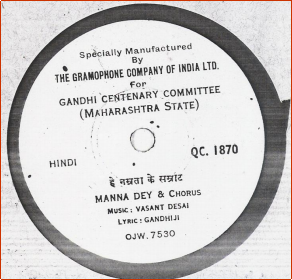 Specially Manufactured
By
THE GRAMOPHONE COMPANY OF INDIA LTD.
For
GANDHI CENTENARY COMMITTEE
(MAHARASHTRA STATE)
HINDI QC. 1870
हे नम्रता के सम्राट
MANNA DEY & CHORUS
MUSIC: VASANT DESAI
LYRIC: GANDHIJI
OJW. 7530